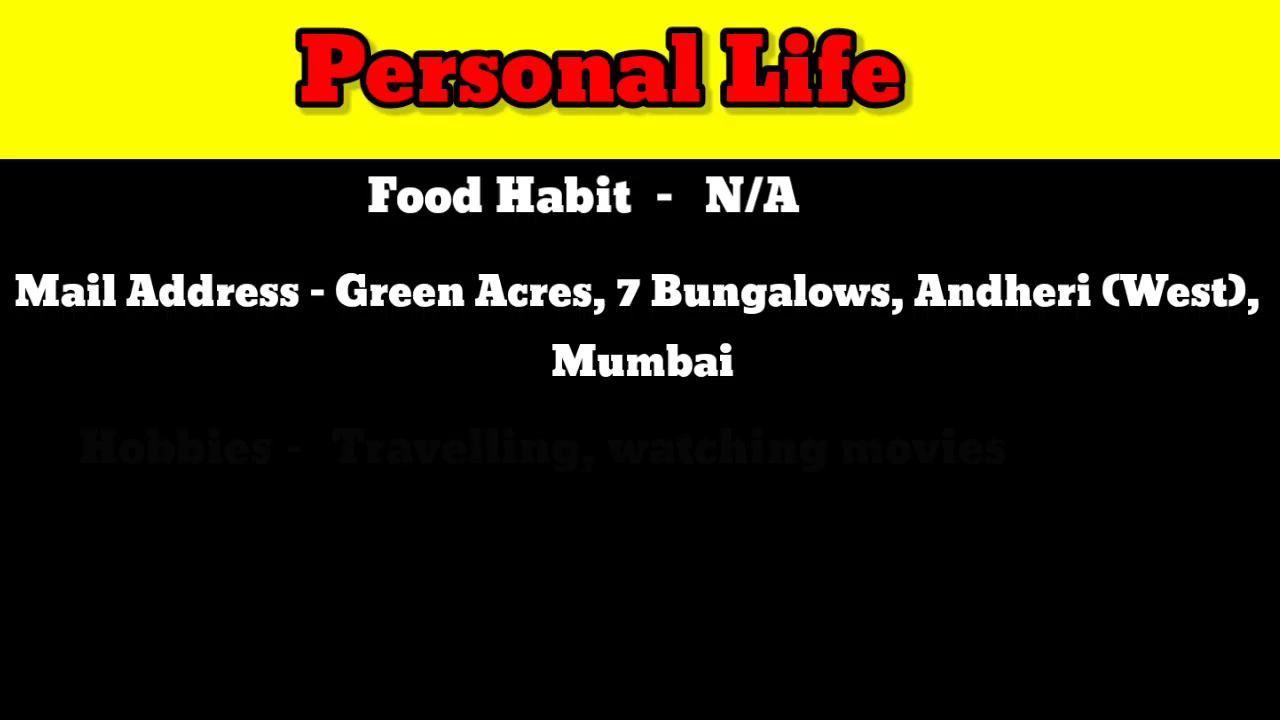 Personal Life
Food Habit - N/A
Mail Address - Green Acres, 7 Bungalows, Andheri (West),
Mumbai
Hobbies - Travelling, watching movies